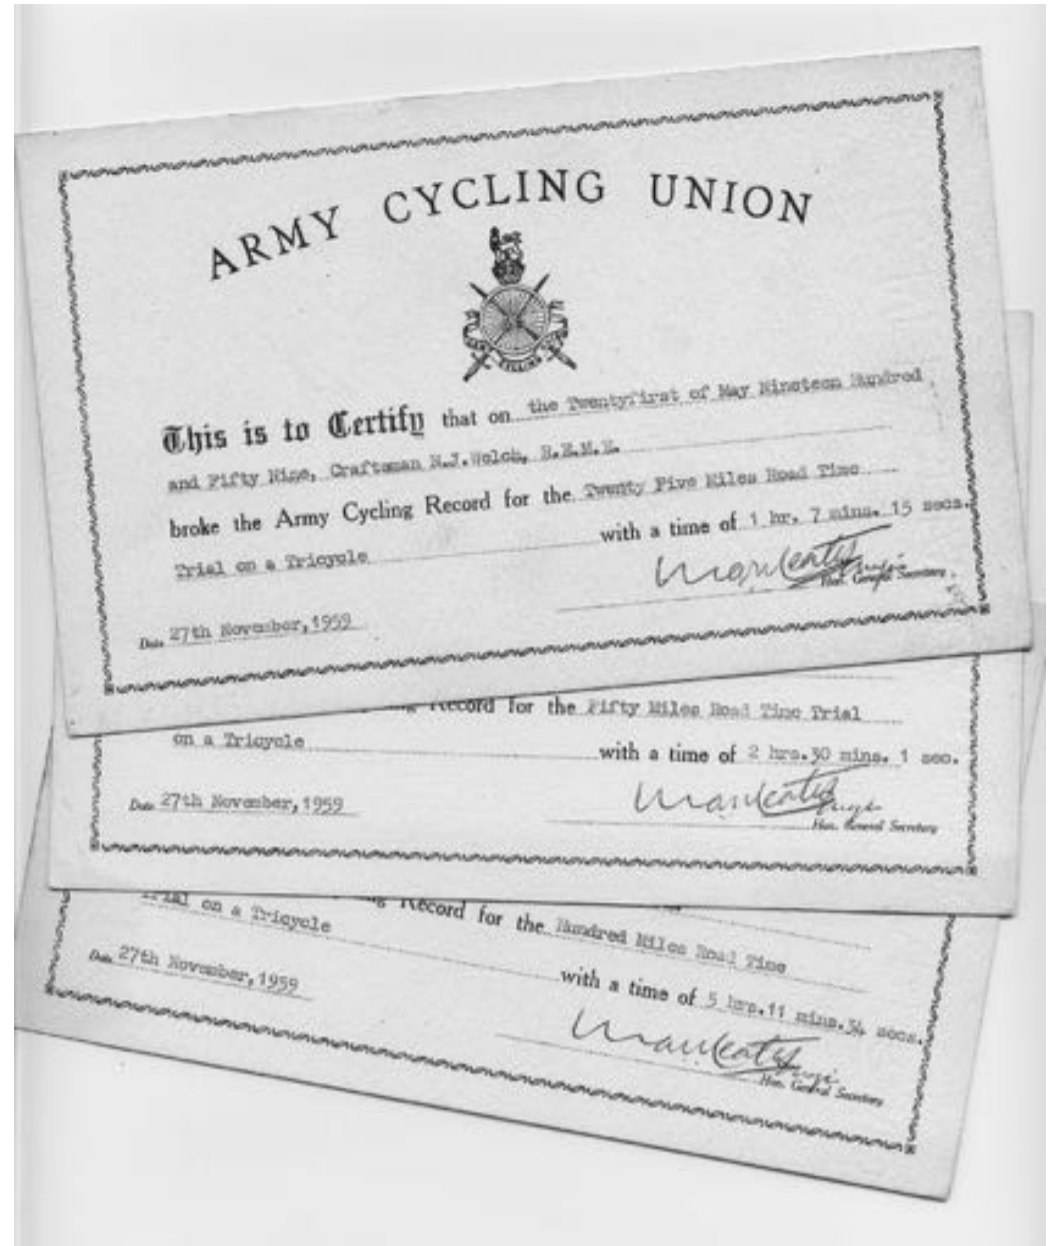 ARMY CYCLING UNION
CYCLING
This is to Certify that on the Twentyfirst of May Nineteen Hundred
and Fifty Nine, Craftsman N.J.Welch, R.E.M.E.
broke the Army Cycling Record for the Twenty Five Miles Road Time
Trial on a Tricycle with a time of 1 hr. 7 mins. 15 secs.
Hon. General Secretary
Date 27th November, 1959
Record for the Fifty Miles Road Time Trial
on a Tricycle with a time of 2 hrs.30 mins. 1 sec.
Date 27th November, 1959
Hon. General Secretary
Record for the Hundred Miles Road Time
Trial on a Tricycle with a time of 5 hrs.11 mins.34 secs.
Date 27th November, 1959
Hon. General Secretary